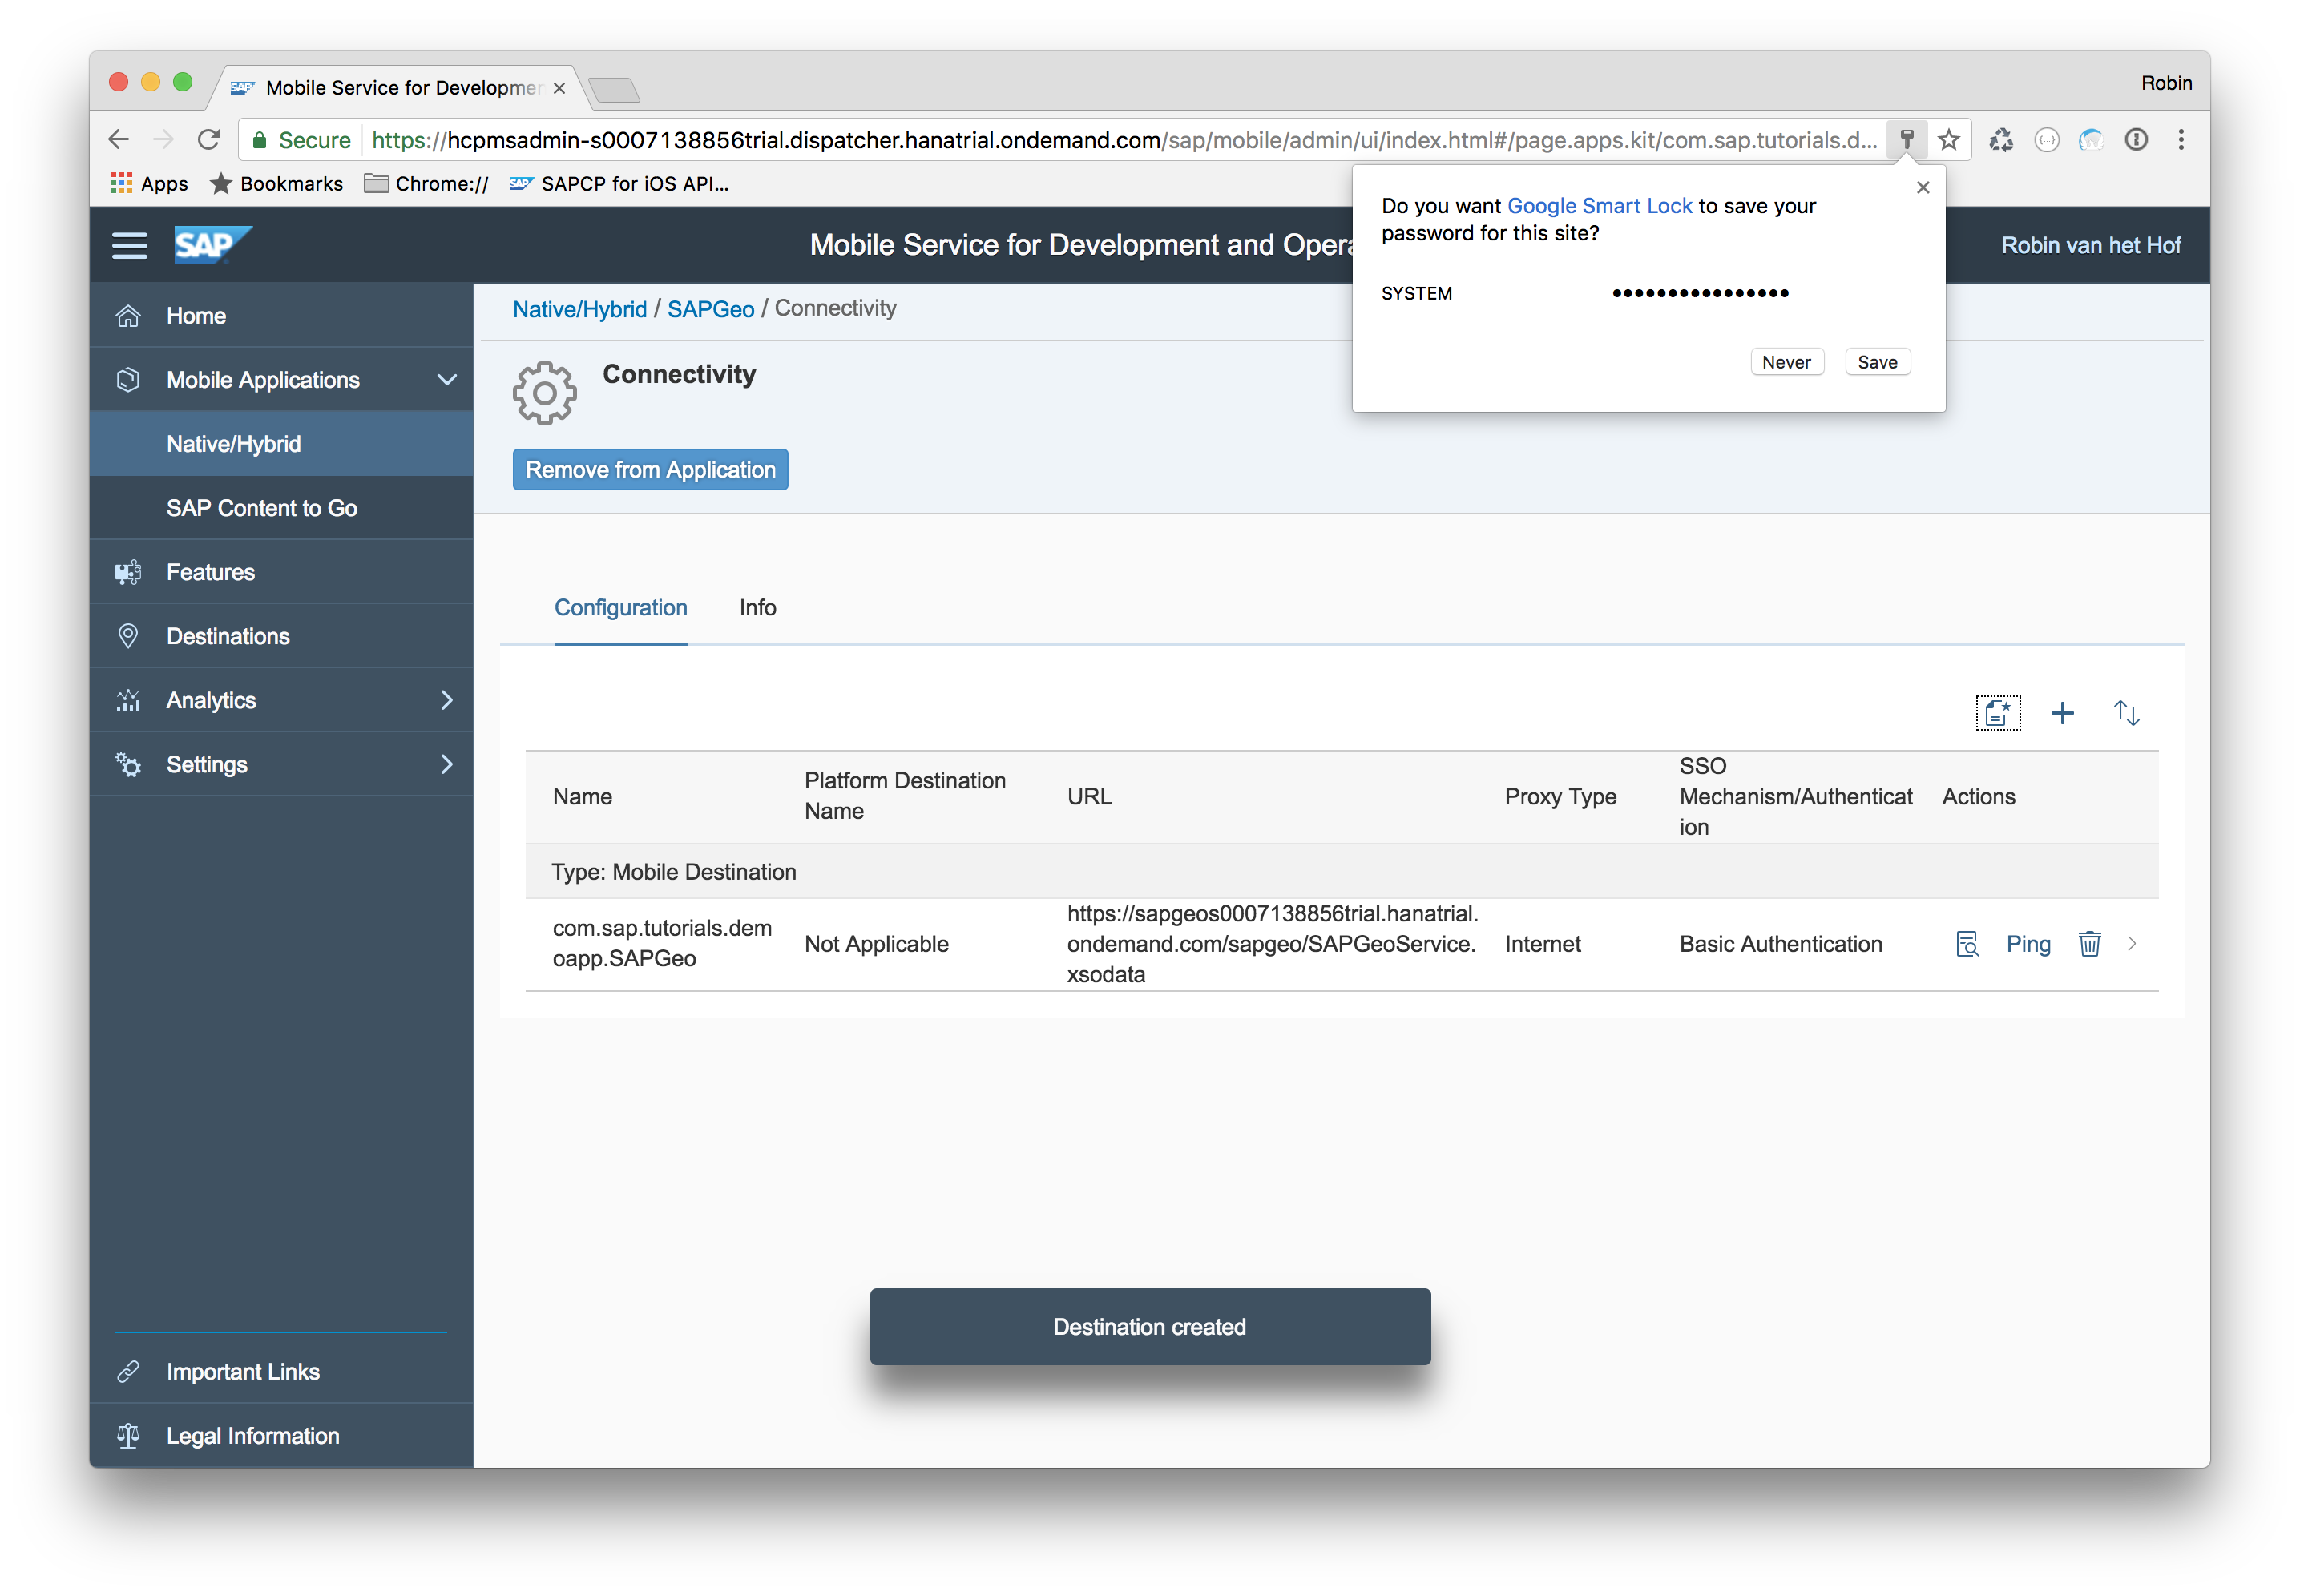 Mobile Service for Developmen
Robin
Secure
https://hcpmsadmin-s0007138856trial.dispatcher.hanatrial.ondemand.com/sap/mobile/admin/ui/index.html#/page.apps.kit/com.sap.tutorials.d...
Apps
Bookmarks
Chrome://
SAPCP for iOS API...
SAP
Mobile Service for Development and Opera
Robin van het Hof
Do you want Google Smart Lock to save your
password for this site?
SYSTEM
••••••••••••••••
Never
Save
Home
Mobile Applications
Native/Hybrid
SAP Content to Go
Features
Destinations
Analytics
Settings
Important Links
Legal Information
Native/Hybrid / SAPGeo / Connectivity
Connectivity
Remove from Application
Configuration
Info
Name
Platform Destination
Name
URL
Proxy Type
SSO
Mechanism/Authenticat
ion
Actions
Type: Mobile Destination
com.sap.tutorials.dem
oapp.SAPGeo
Not Applicable
https://sapgeos0007138856trial.hanatrial.
ondemand.com/sapgeo/SAPGeoService.
xsodata
Internet
Basic Authentication
Ping
Destination created